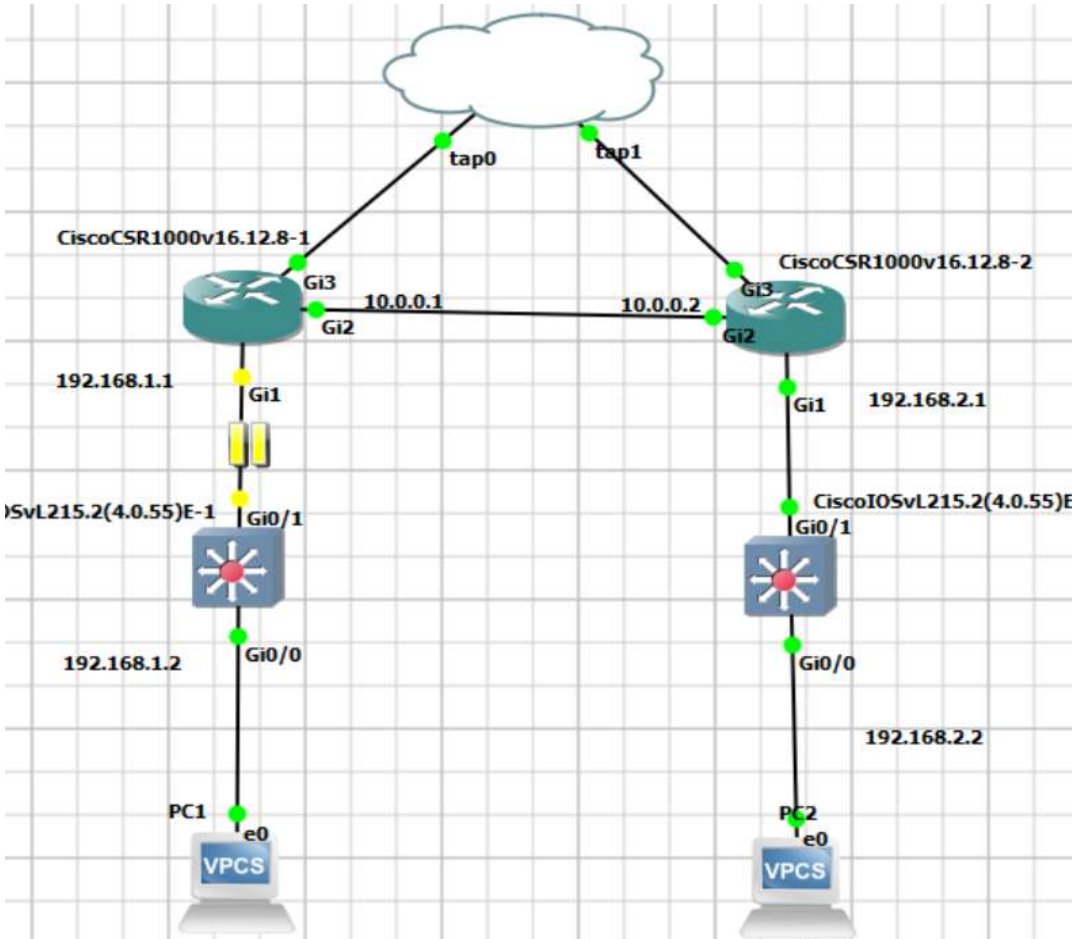 tap0
tap1
CiscoCSR1000v16.12.8-1
CiscoCSR1000v16.12.8-2
Gi3
Gi3
10.0.0.1
10.0.0.2
Gi2
Gi2
192.168.1.1
Gi1
Gi1
192.168.2.1
OSvL215.2(4.0.55)E-1
CiscoIOSvL215.2(4.0.55)E
Gi0/1
Gi0/1
192.168.1.2
Gi0/0
Gi0/0
192.168.2.2
PC1
PC2
e0
e0
VPCS
VPCS